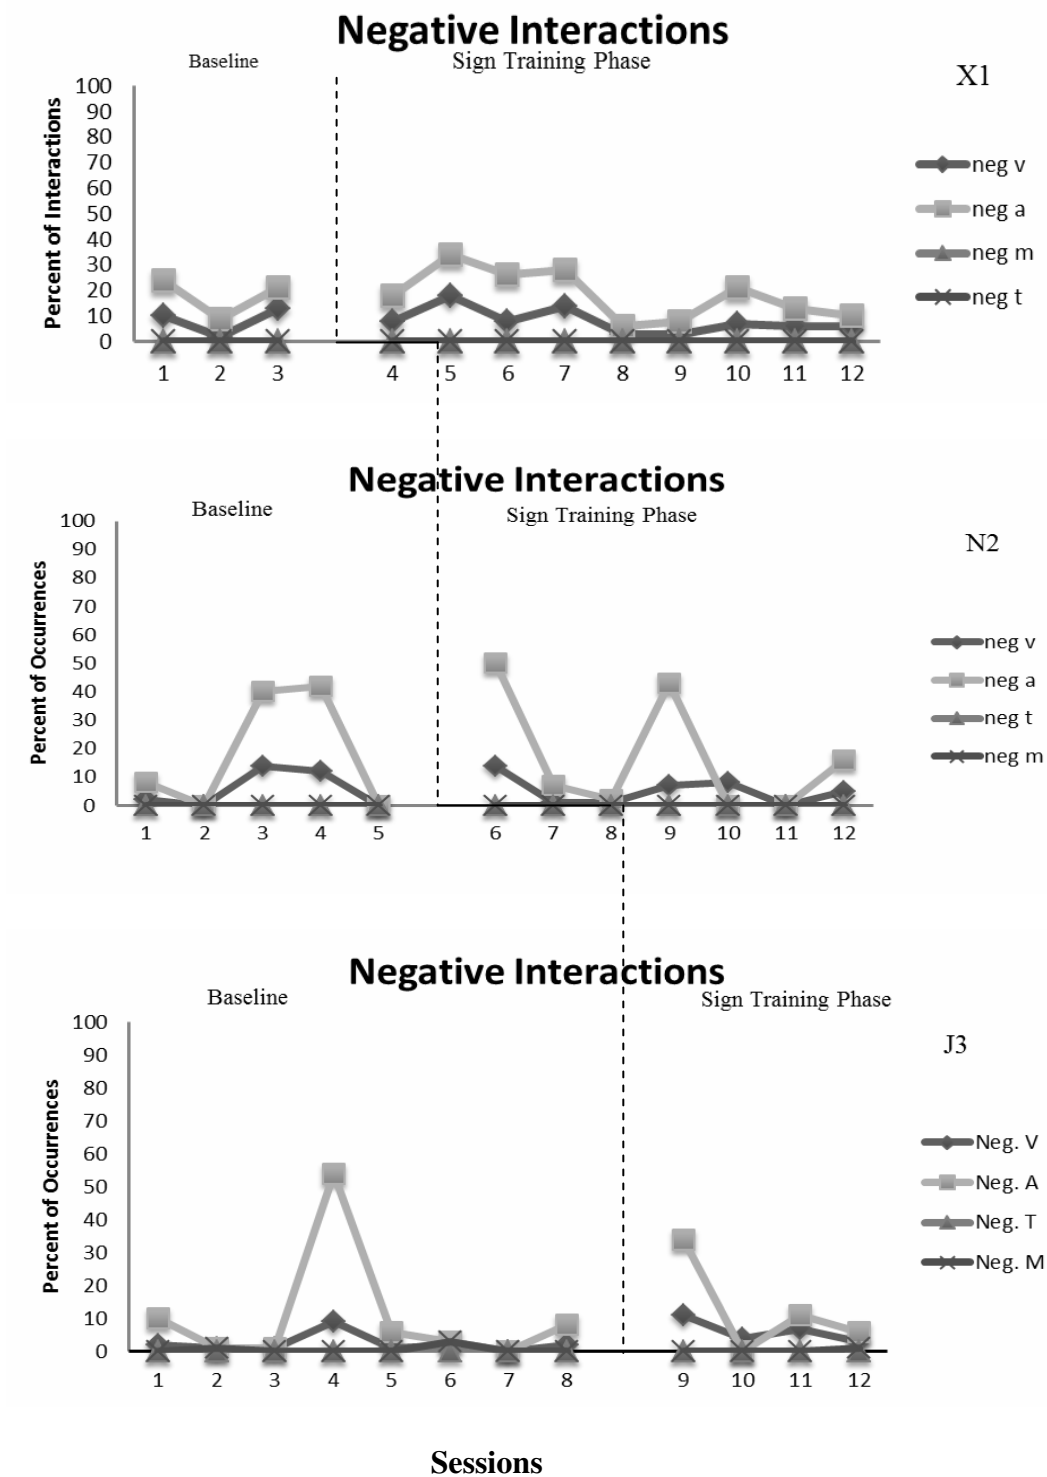 Negative Interactions
Baseline
Sign Training Phase
X1
Percent of Interactions
100
90
80
70
60
50
40
30
20
10
0
1 2 3 4 5 6 7 8 9 10 11 12
neg v
neg a
neg m
neg t
Negative Interactions
Baseline
Sign Training Phase
N2
Percent of Occurrences
100
90
80
70
60
50
40
30
20
10
0
1 2 3 4 5 6 7 8 9 10 11 12
neg v
neg a
neg t
neg m
Negative Interactions
Baseline
Sign Training Phase
J3
Percent of Occurrences
100
90
80
70
60
50
40
30
20
10
0
1 2 3 4 5 6 7 8 9 10 11 12
Neg. V
Neg. A
Neg. T
Neg. M
Sessions